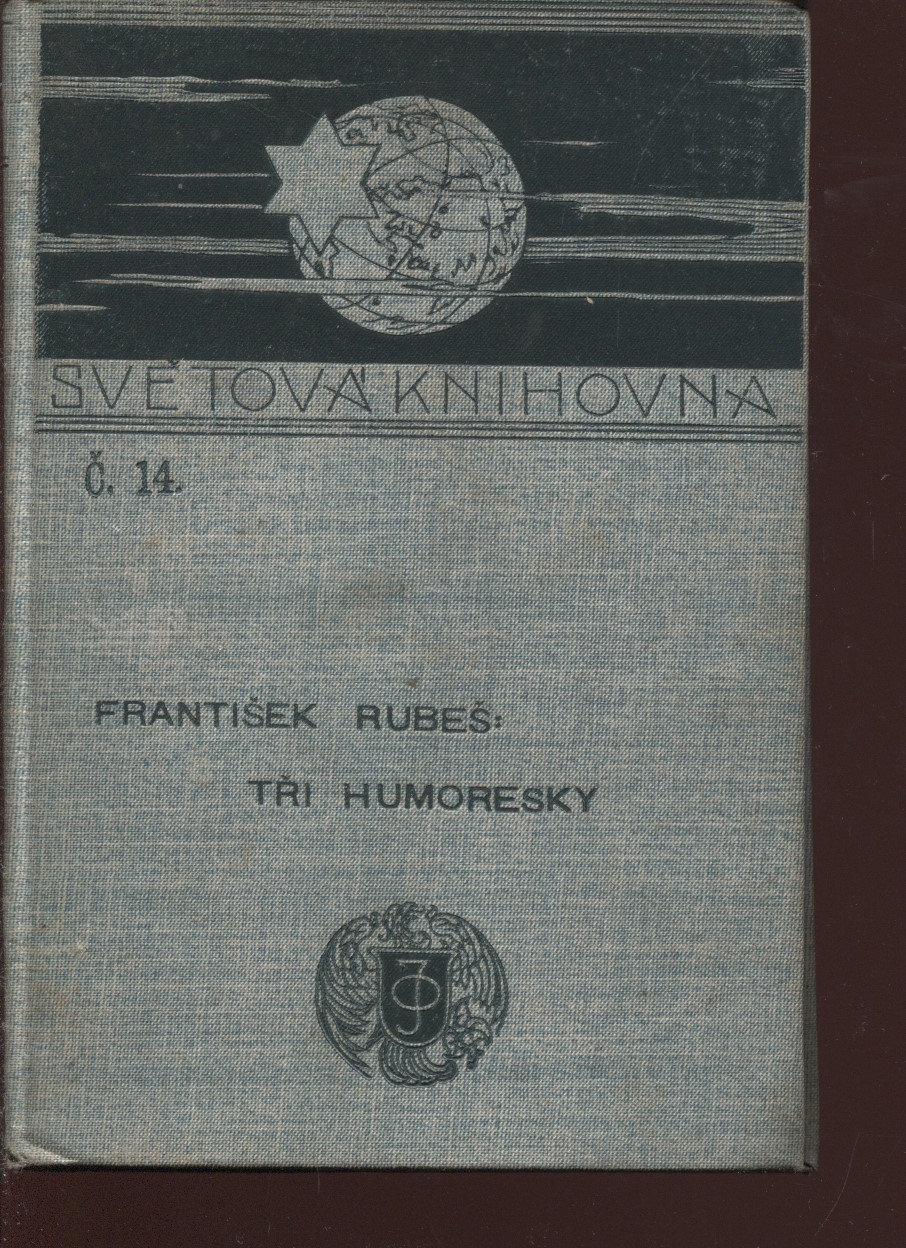 SVĚTOVÁ KNIHOVNA
Č. 14.
FRANTIŠEK RUBEŠ:
TŘI HUMORESKY